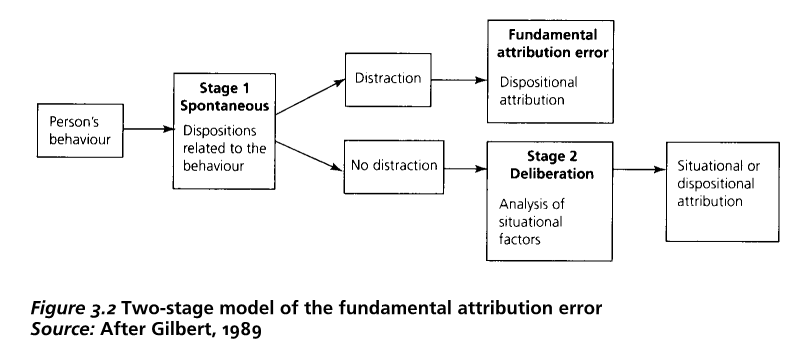 Person's
behaviour
Stage 1
Spontaneous
Dispositions
related to the
behaviour
Distraction
No distraction
Fundamental
attribution error
Dispositional
attribution
Stage 2
Deliberation
Analysis of
situational
factors
Situational or
dispositional
attribution
Figure 3.2 Two-stage model of the fundamental attribution error
Source: After Gilbert, 1989